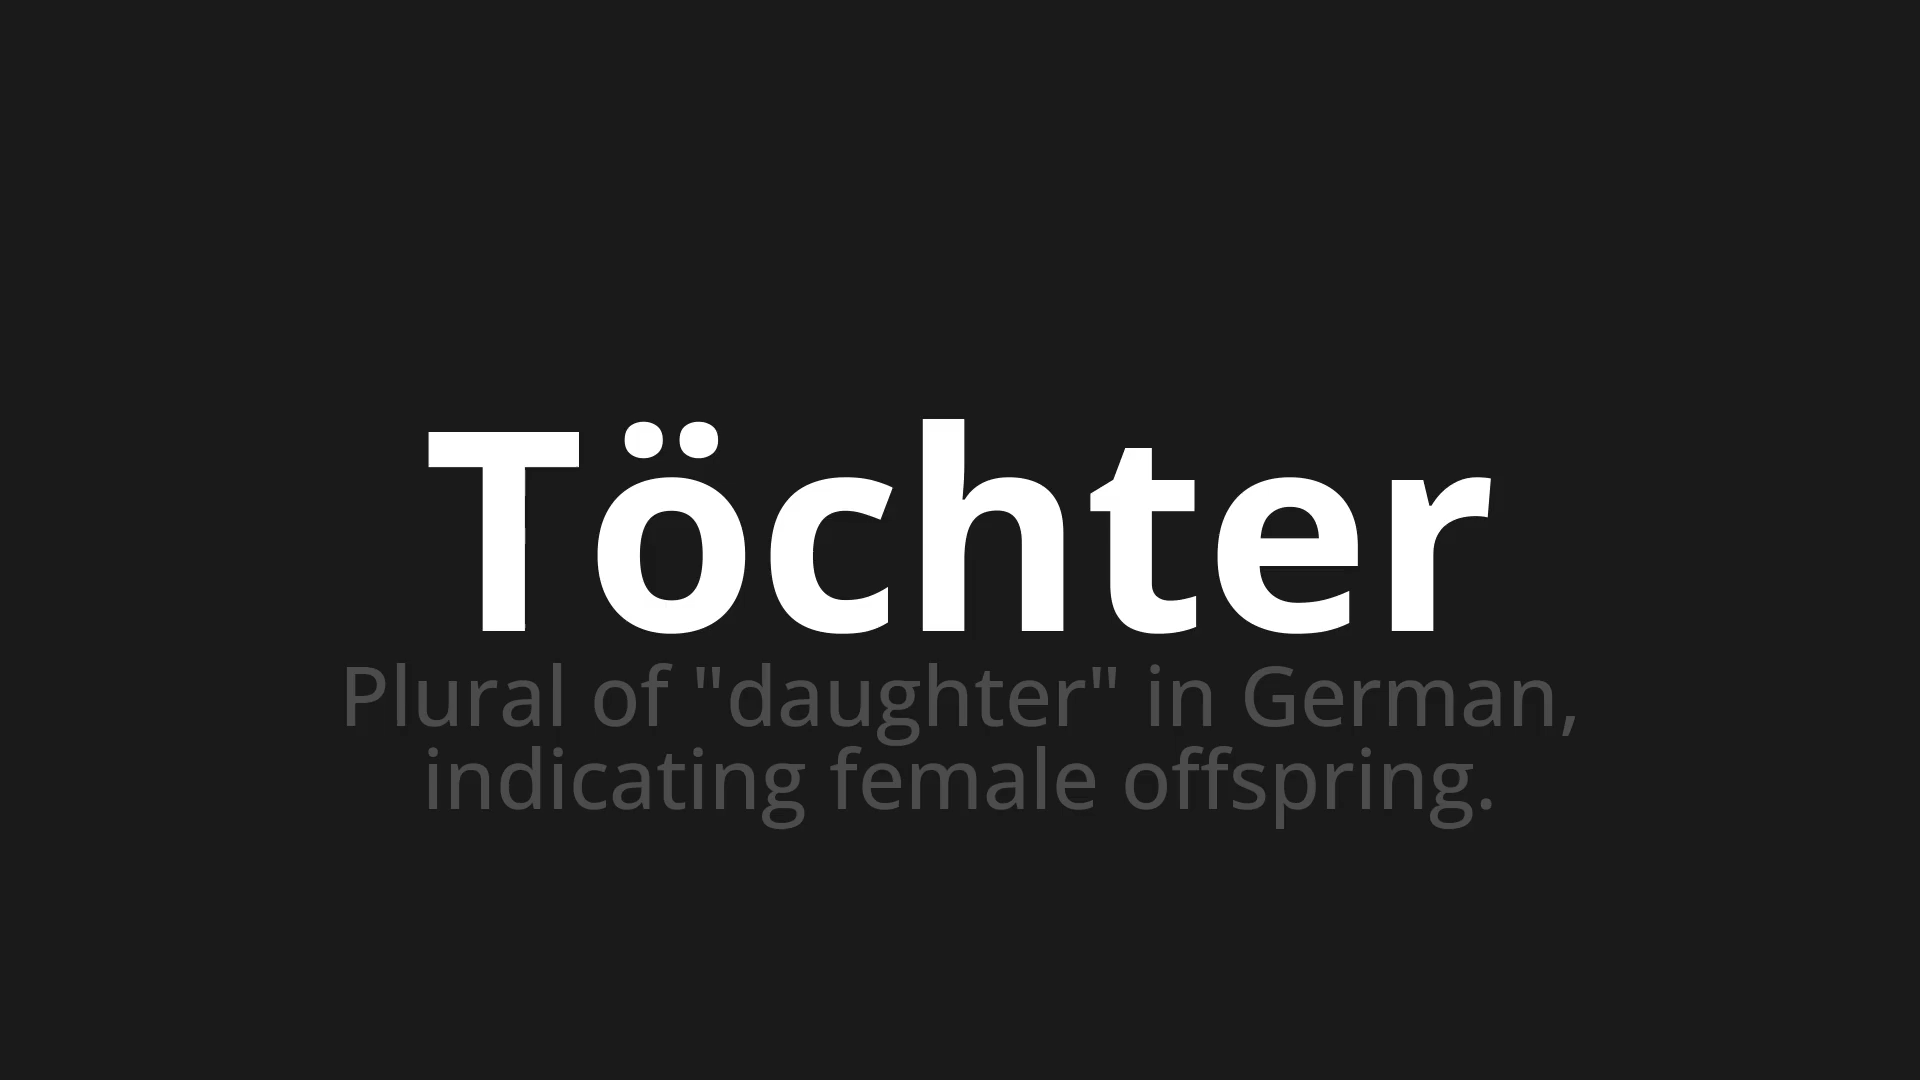 Töchter
Plural of "daughter" in German,
indicating female offspring.